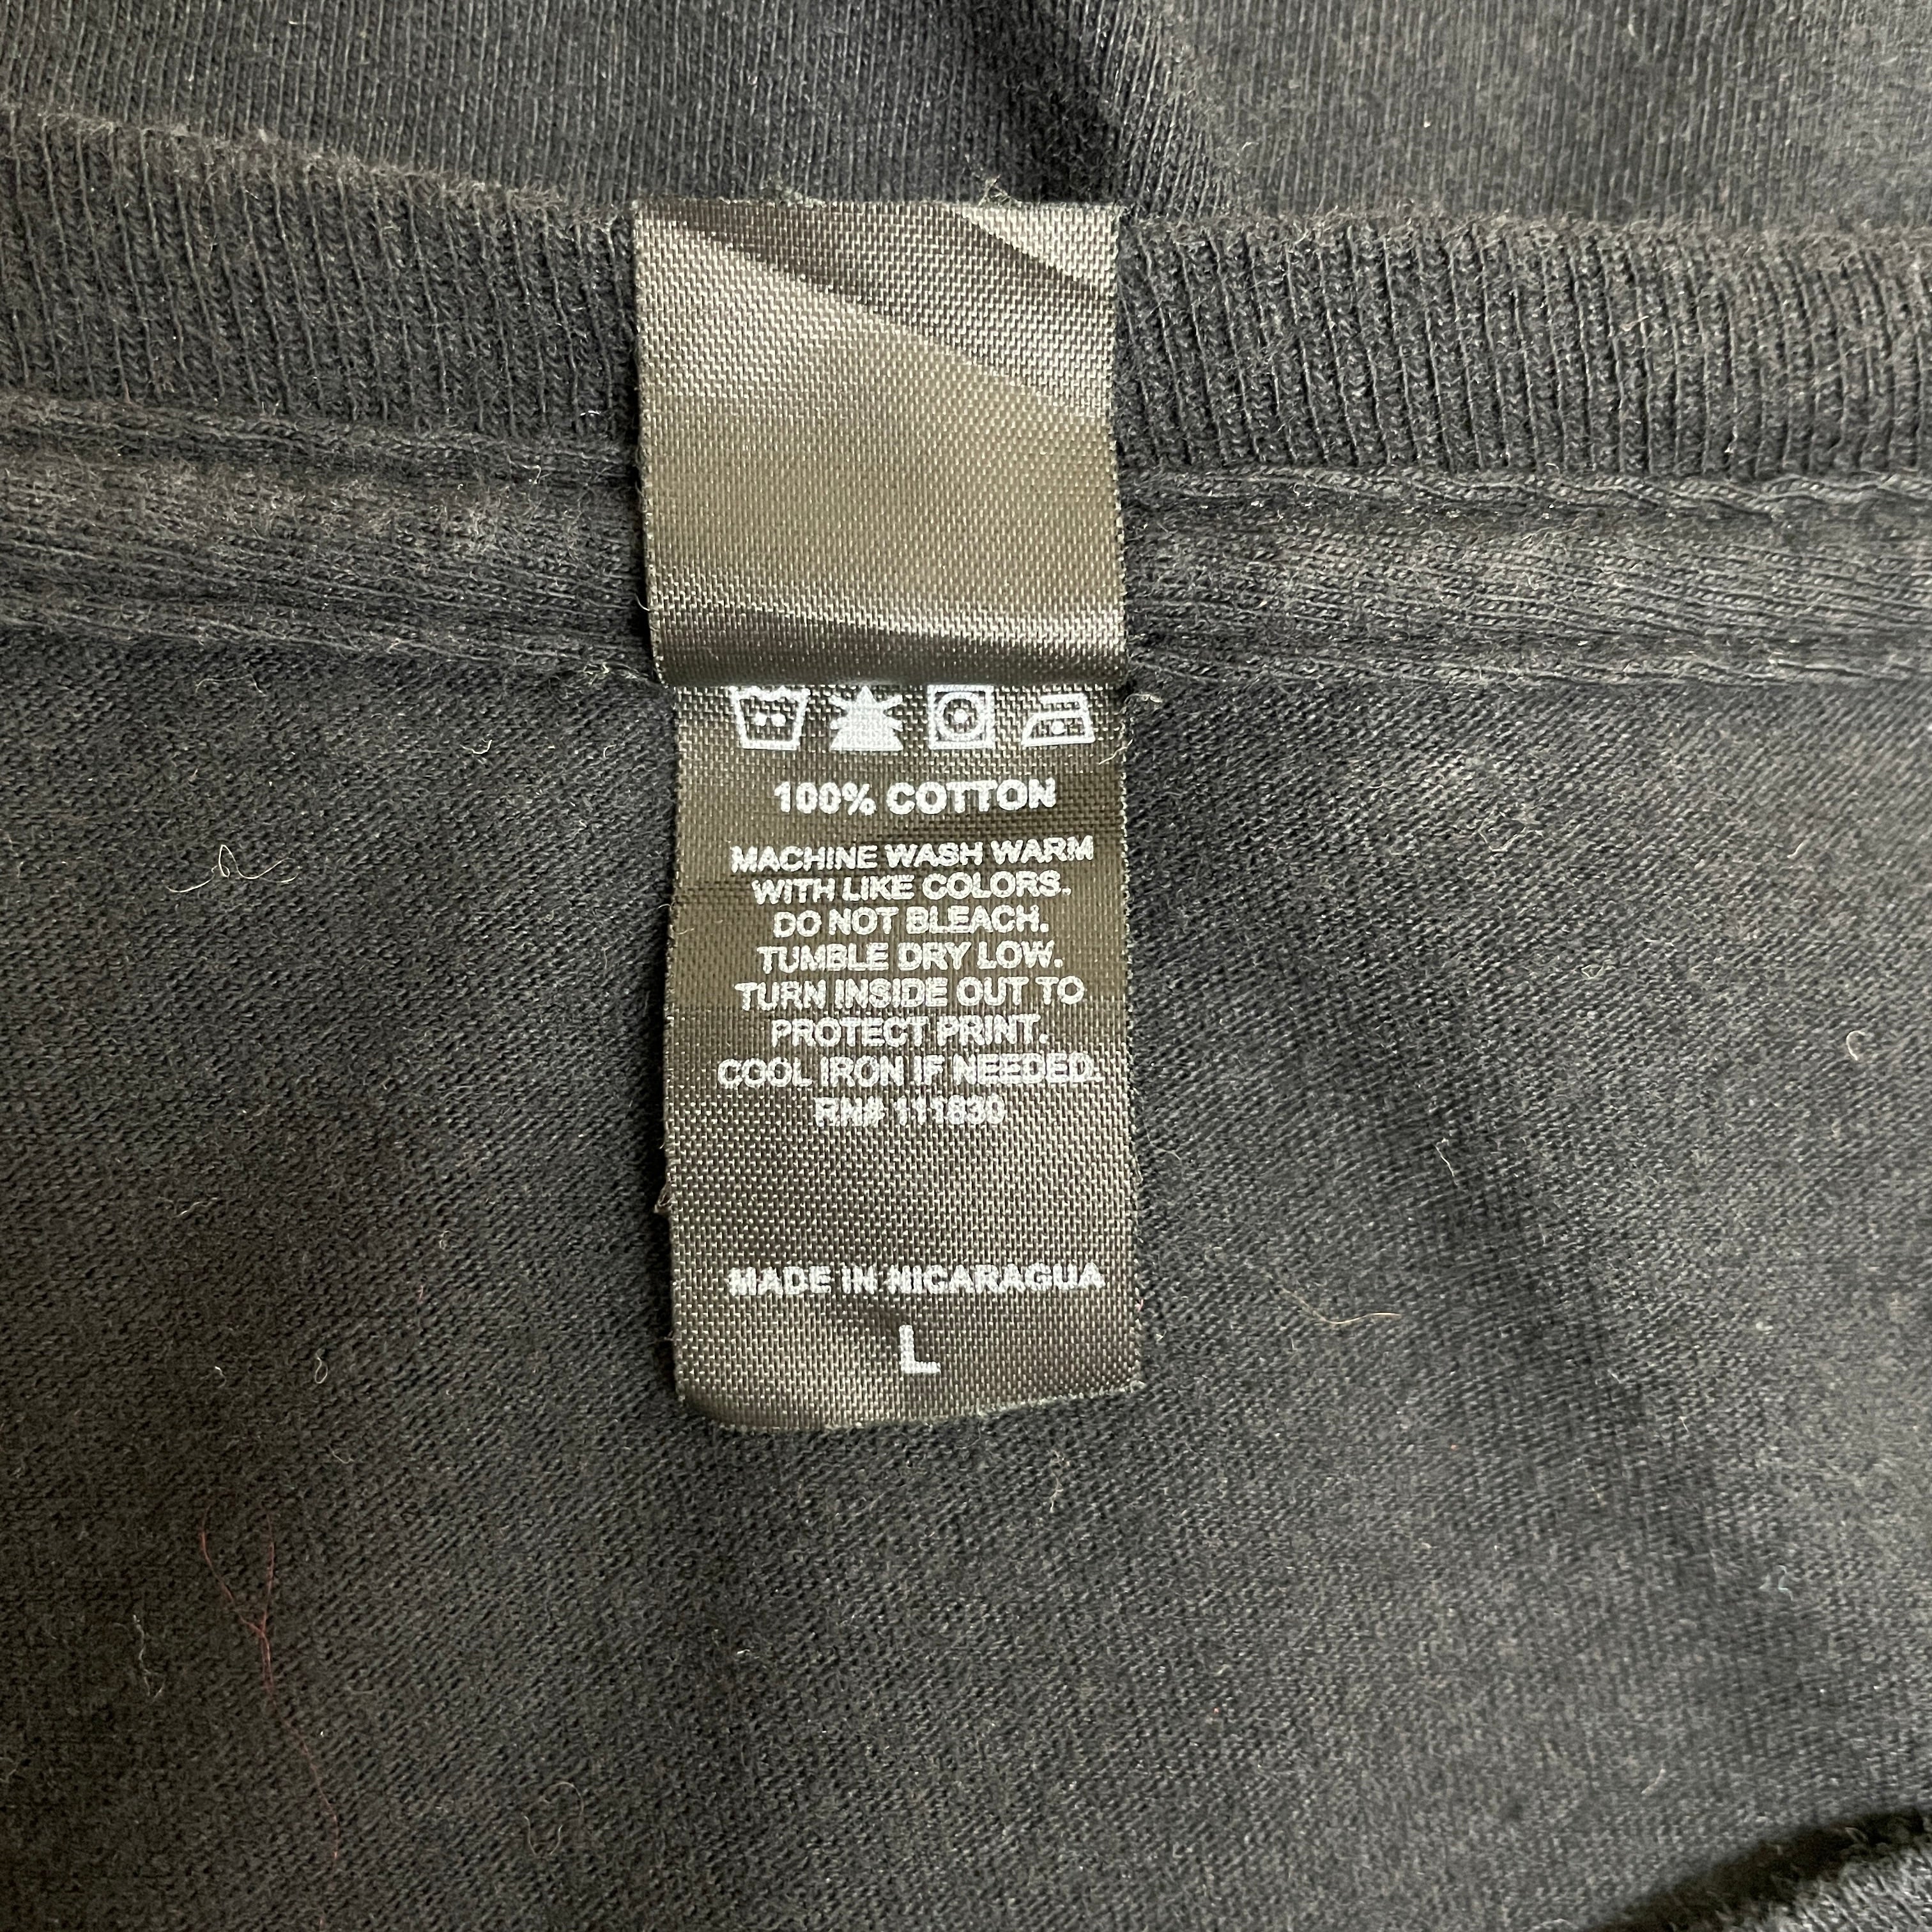 100% COTTON
MACHINE WASH WARM
WITH LIKE COLORS.
DO NOT BLEACH.
TUMBLE DRY LOW.
TURN INSIDE OUT TO
PROTECT PRINT.
COOL IRON IF NEEDED.
RN# 111830
MADE IN NICARAGUA
L